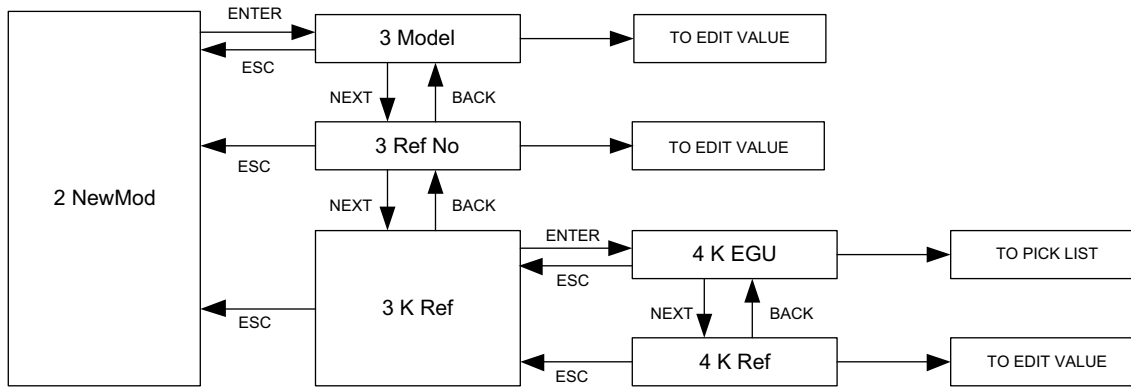 ENTER
3 Model
TO EDIT VALUE
ESC
NEXT
BACK
3 Ref No
TO EDIT VALUE
ESC
2 NewMod
NEXT
BACK
ENTER
4 K EGU
TO PICK LIST
ESC
3 K Ref
NEXT
BACK
ESC
4 K Ref
TO EDIT VALUE
ESC